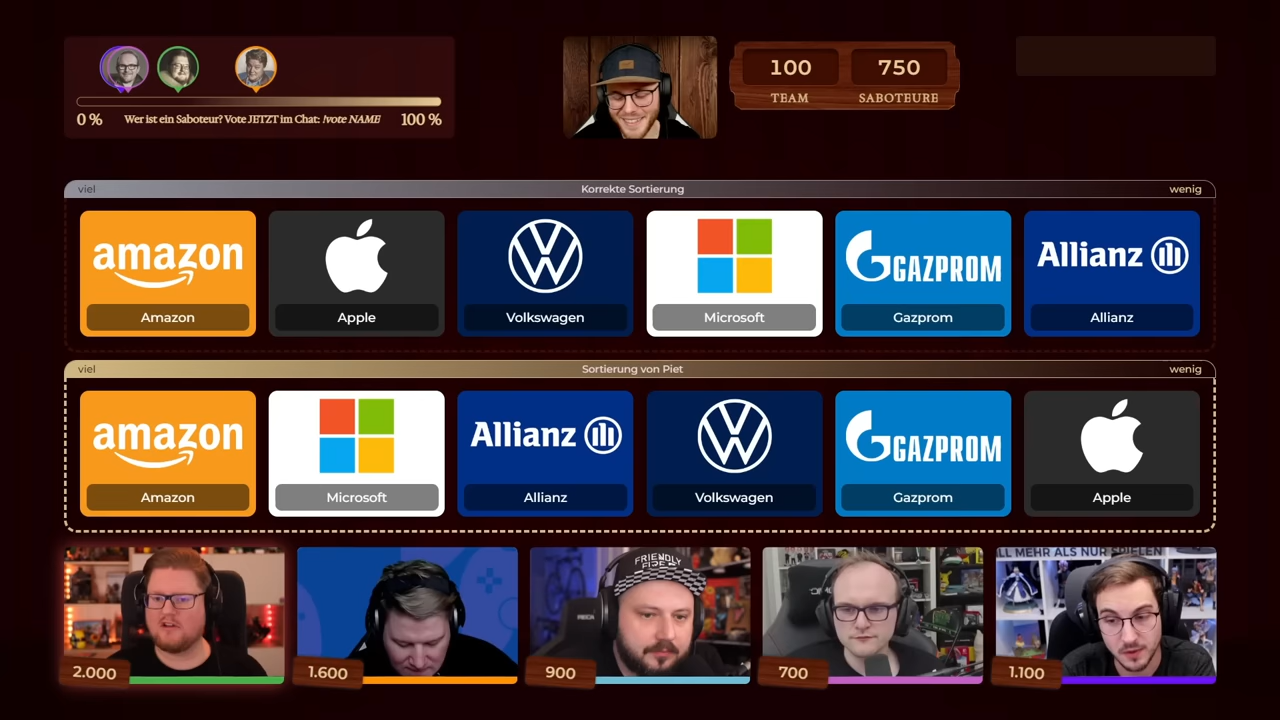 0 %
Wer ist ein Saboteur? Vote JETZT im Chat: !vote NAME
100 %
100
TEAM
750
SABOTEURE
viel
Korrekte Sortierung
wenig
amazon
Allianz
GAZPROM
Amazon
Apple
Volkswagen
Microsoft
Gazprom
Allianz
viel
Sortierung von Piet
wenig
amazon
Allianz
GAZPROM
Amazon
Microsoft
Allianz
Volkswagen
Gazprom
Apple
FRIENDLY
FIRE
LL MEHR ALS NUR SPIELEN
2.000
1.600
900
700
1.100